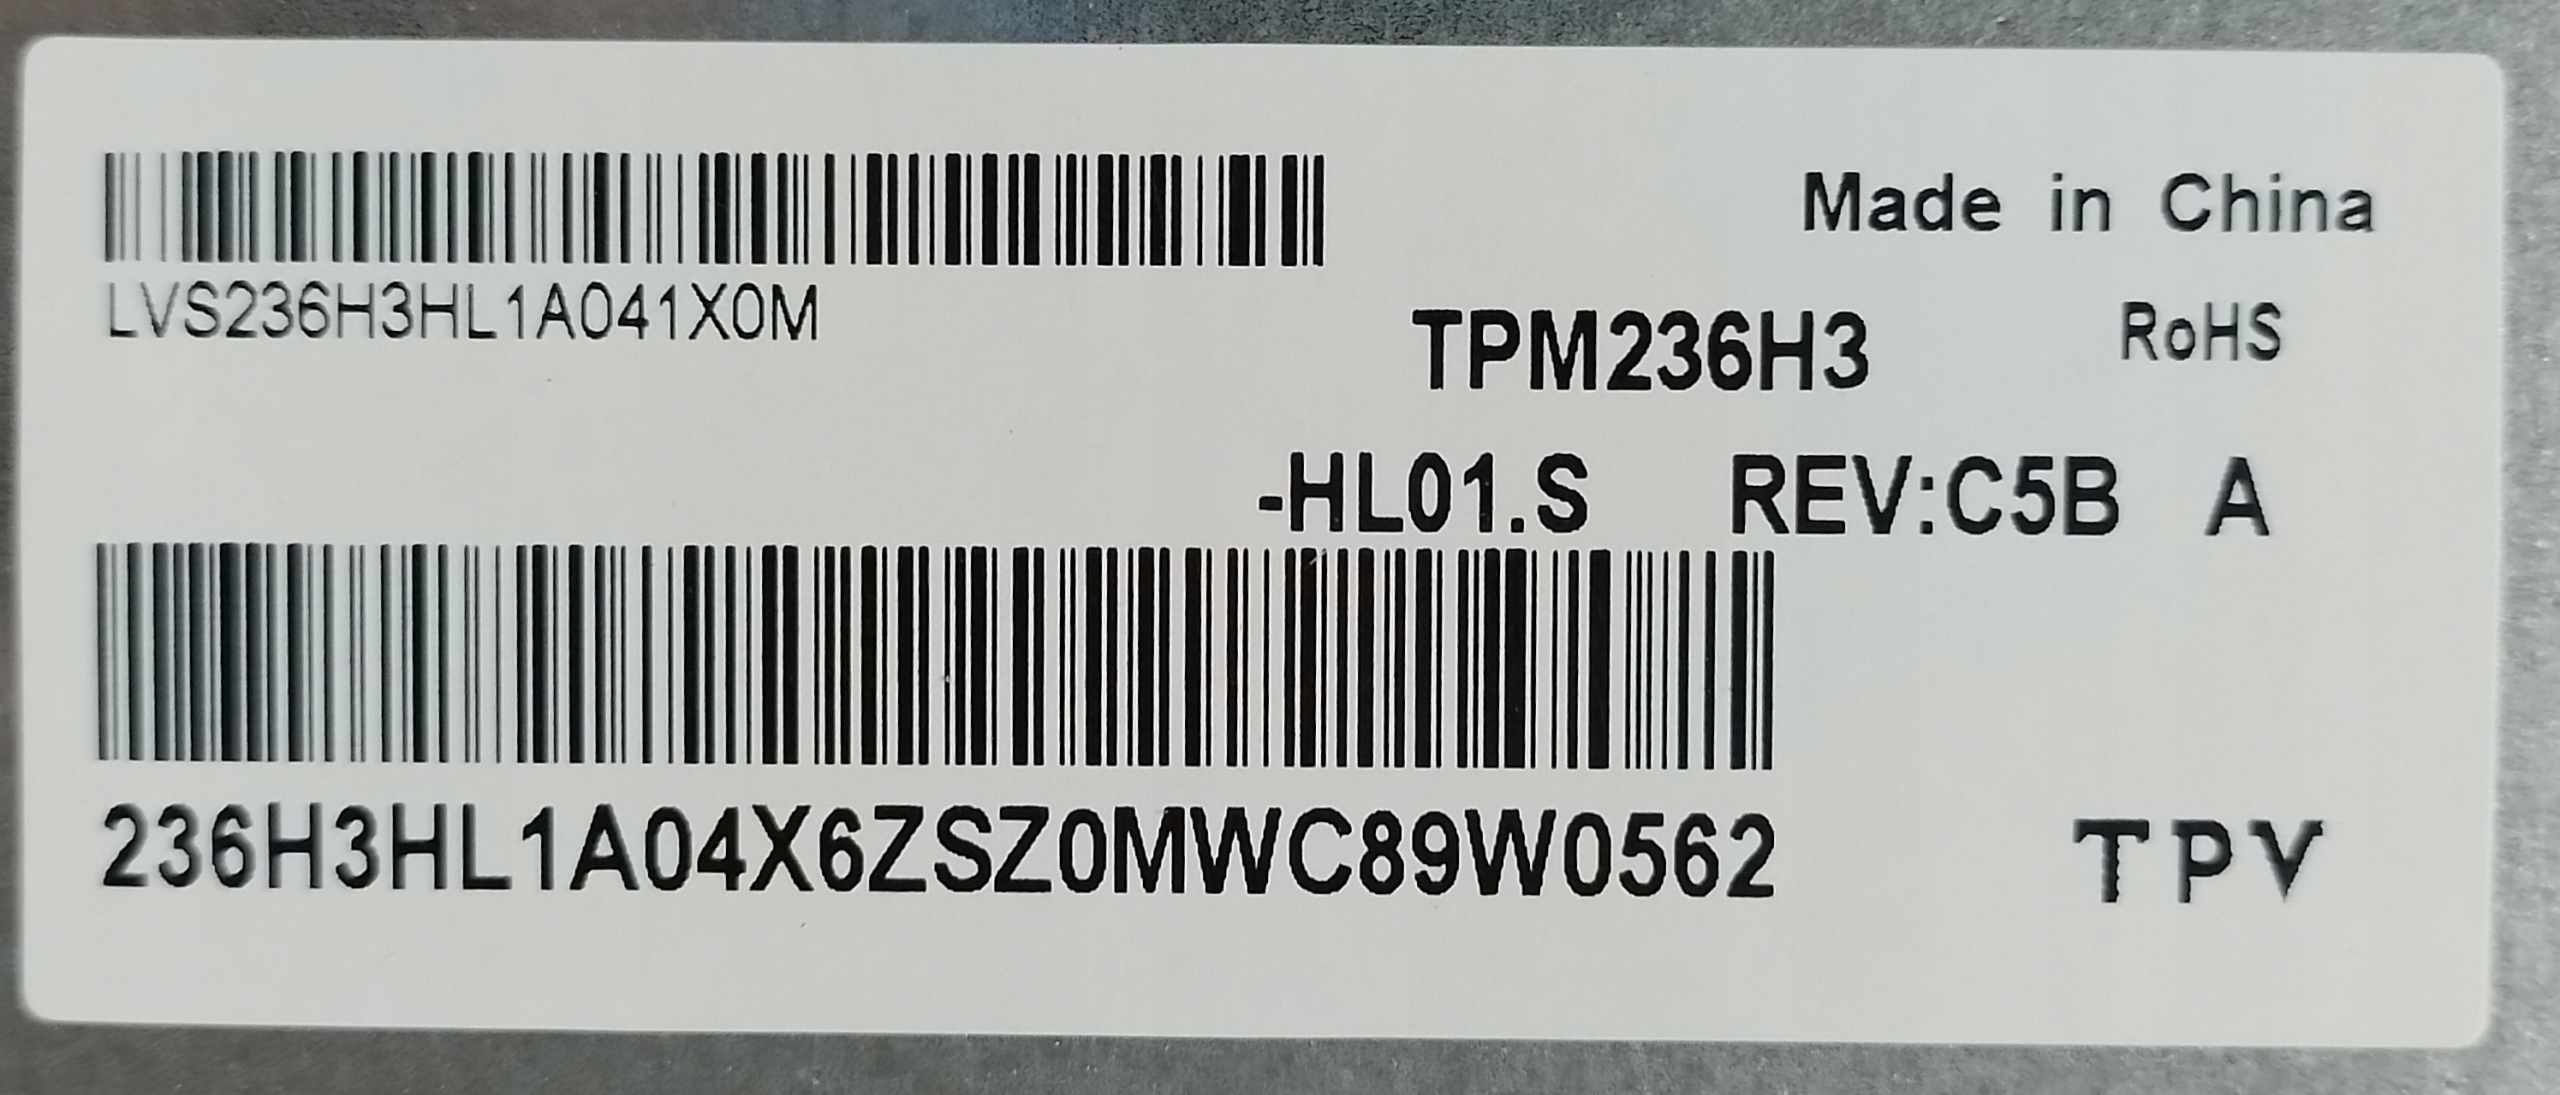 Made in China
LVS236H3HL1A041X0M
TPM236H3 RoHS
-HL01.S REV:C5B A
236H3HL1A04X6ZSZ0MWC89W0562
TPV